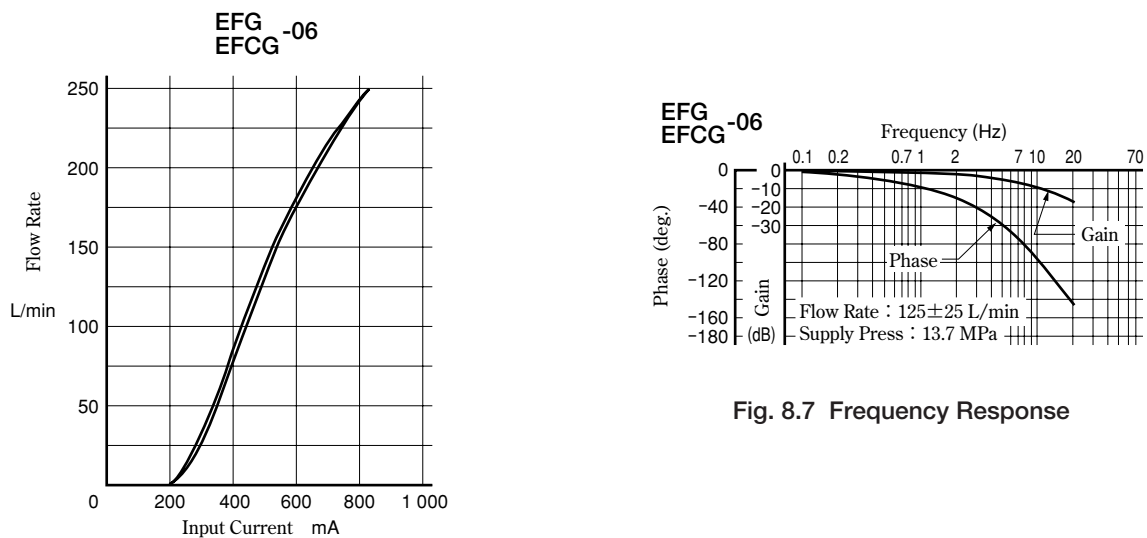 EFG
EFCG -06
250
200
150
100
50
0
Flow Rate
L/min
200 400 600 800 1 000
Input Current mA
EFG
EFCG -06
Frequency (Hz)
0.1 0.2 0.7 1 2 7 10 20 70
0
−40
−80
−120
−160
−180
Phase (deg.)
0
−10
−20
−30
Gain
(dB)
Gain
Phase
Flow Rate : 125±25 L/min
Supply Press : 13.7 MPa
Fig. 8.7 Frequency Response